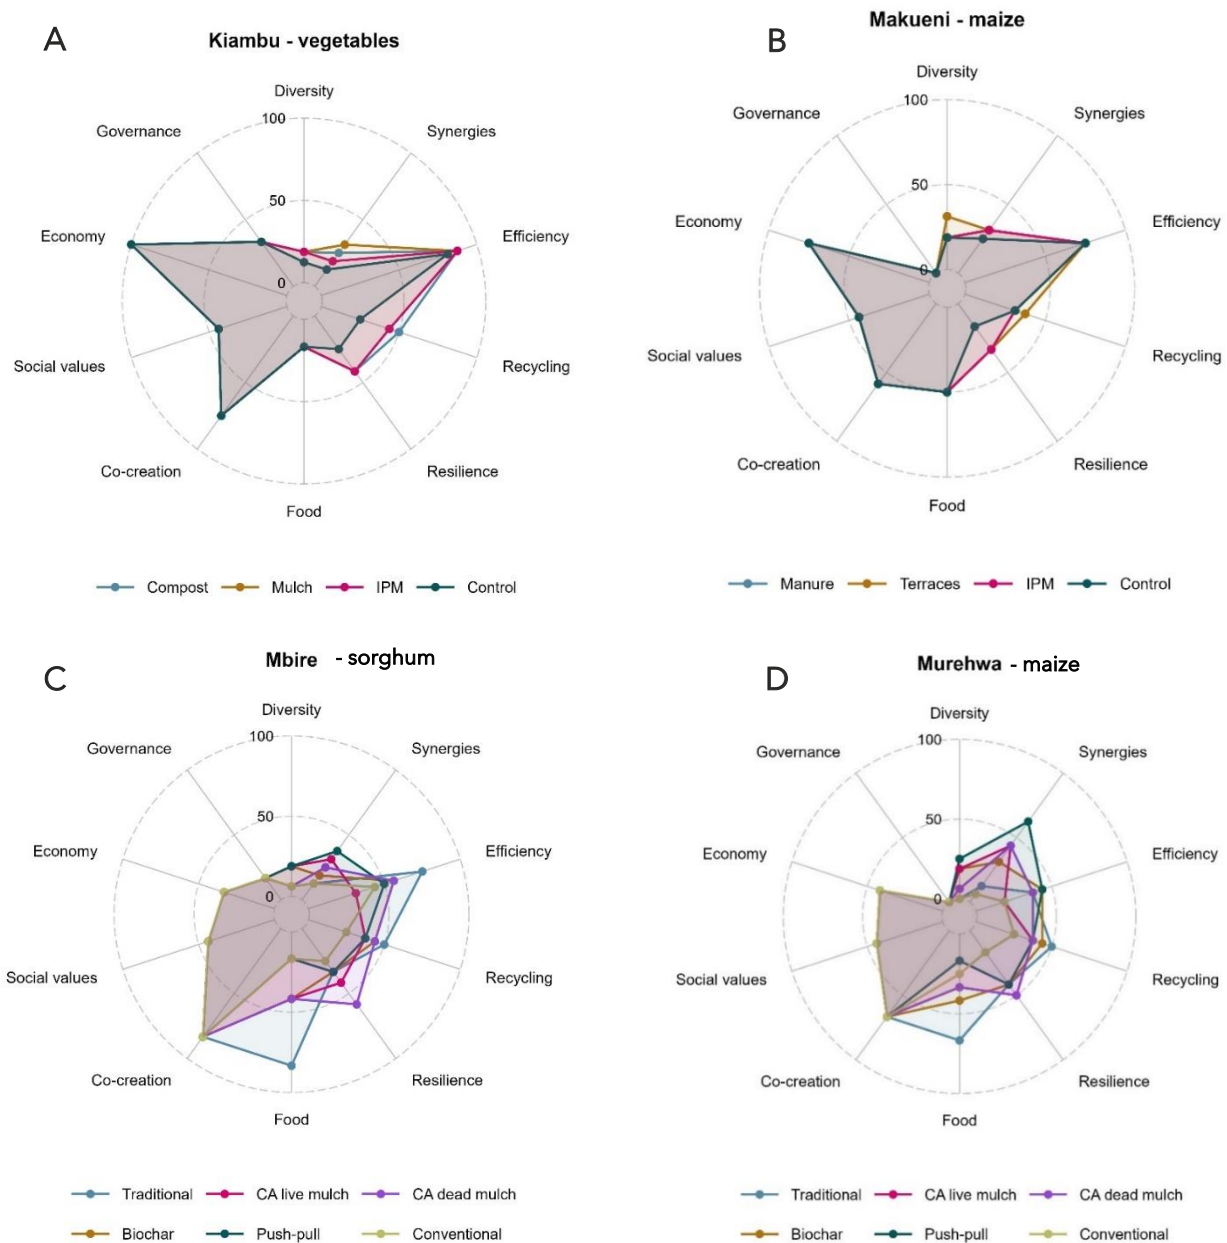 A
Kiambu - vegetables
Diversity
Synergies
Efficiency
Recycling
Resilience
Food
Co-creation
Social values
Economy
Governance
100
50
0
Compost Mulch IPM Control
B
Makueni - maize
Diversity
Synergies
Efficiency
Recycling
Resilience
Food
Co-creation
Social values
Economy
Governance
100
50
0
Manure Terraces IPM Control
C
Mbire - sorghum
Diversity
Synergies
Efficiency
Recycling
Resilience
Food
Co-creation
Social values
Economy
Governance
100
50
0
Traditional CA live mulch CA dead mulch
Biochar Push-pull Conventional
D
Murehwa - maize
Diversity
Synergies
Efficiency
Recycling
Resilience
Food
Co-creation
Social values
Economy
Governance
100
50
0
Traditional CA live mulch CA dead mulch
Biochar Push-pull Conventional